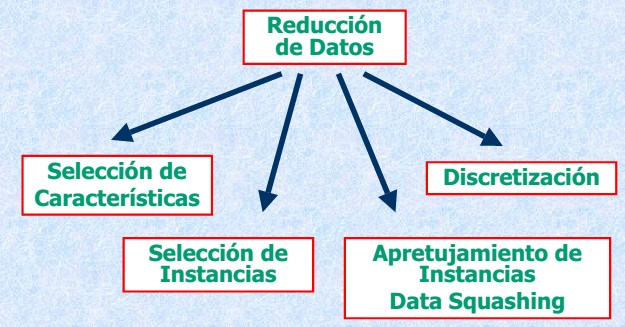 Reducción
de Datos
Selección de
Características
Discretización
Selección de
Instancias
Apretujamiento de
Instancias
Data Squashing